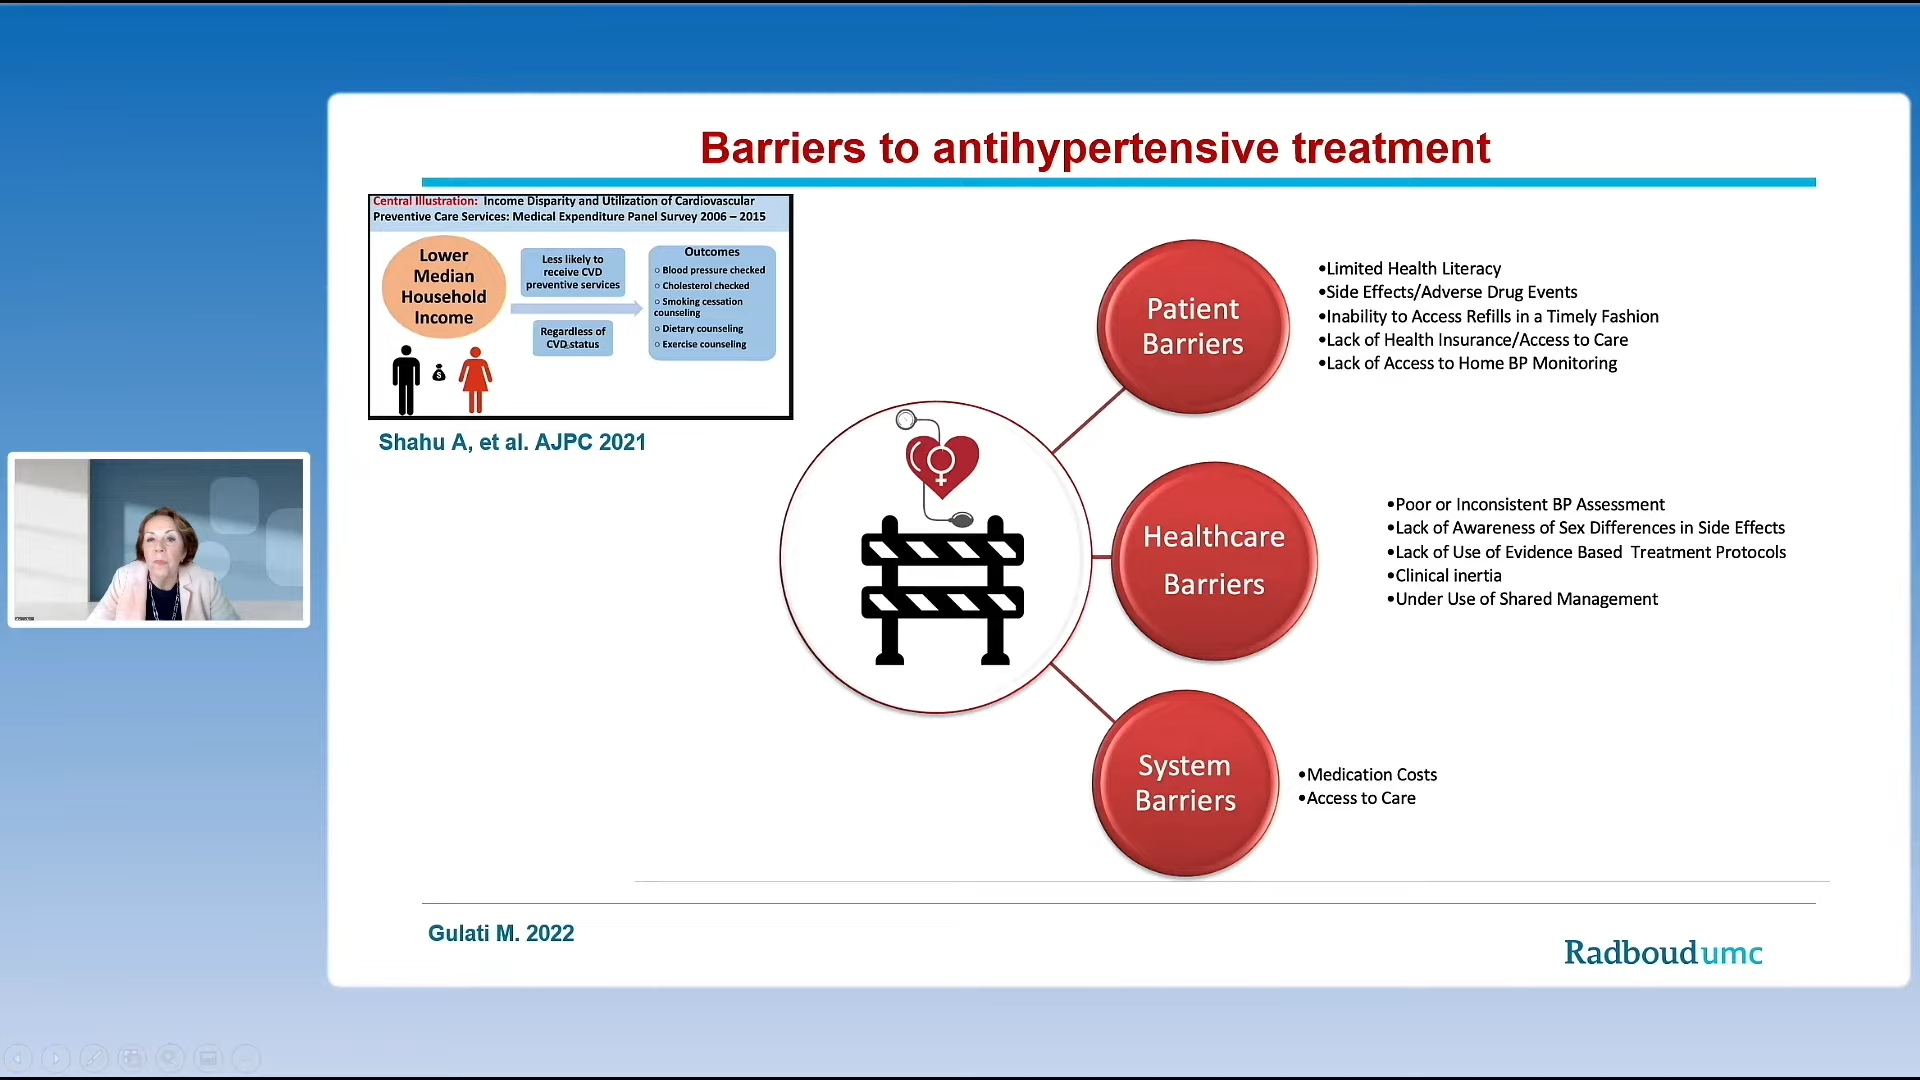 Barriers to antihypertensive treatment
Central Illustration: Income Disparity and Utilization of Cardiovascular
Preventive Care Services: Medical Expenditure Panel Survey 2006 – 2015
Lower
Median
Household
Income
Less likely to
receive CVD
preventive services
Regardless of
CVD status
Outcomes
○ Blood pressure checked
○ Cholesterol checked
○ Smoking cessation
counseling
○ Dietary counseling
○ Exercise counseling
$
Shahu A, et al. AJPC 2021
Patient
Barriers
•Limited Health Literacy
•Side Effects/Adverse Drug Events
•Inability to Access Refills in a Timely Fashion
•Lack of Health Insurance/Access to Care
•Lack of Access to Home BP Monitoring
Healthcare
Barriers
•Poor or Inconsistent BP Assessment
•Lack of Awareness of Sex Differences in Side Effects
•Lack of Use of Evidence Based  Treatment Protocols
•Clinical inertia
•Under Use of Shared Management
System
Barriers
•Medication Costs
•Access to Care
Gulati M. 2022
Radboudumc